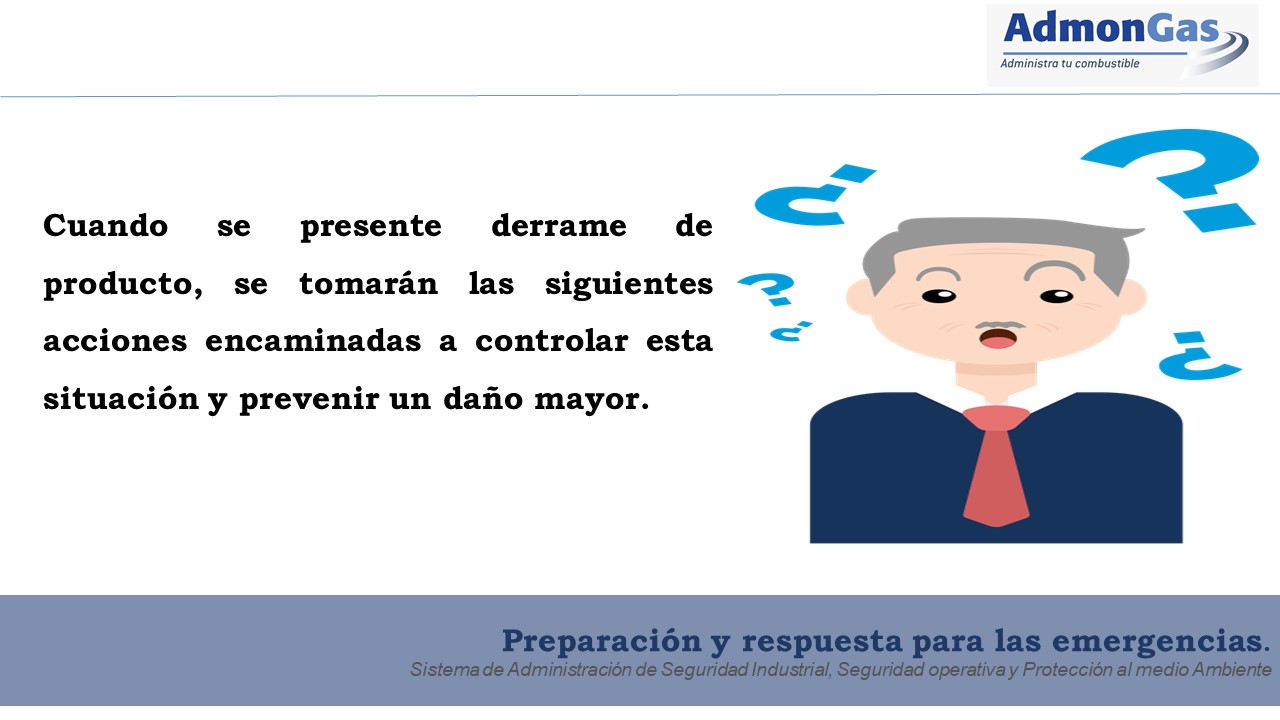 AdmonGas
Administra tu combustible
¿ ?
Cuando se presente derrame de
producto, se tomarán las siguientes
acciones encaminadas a controlar esta
situación y prevenir un daño mayor.
? ¿
¿
Preparación y respuesta para las emergencias.
Sistema de Administración de Seguridad Industrial, Seguridad operativa y Protección al medio Ambiente